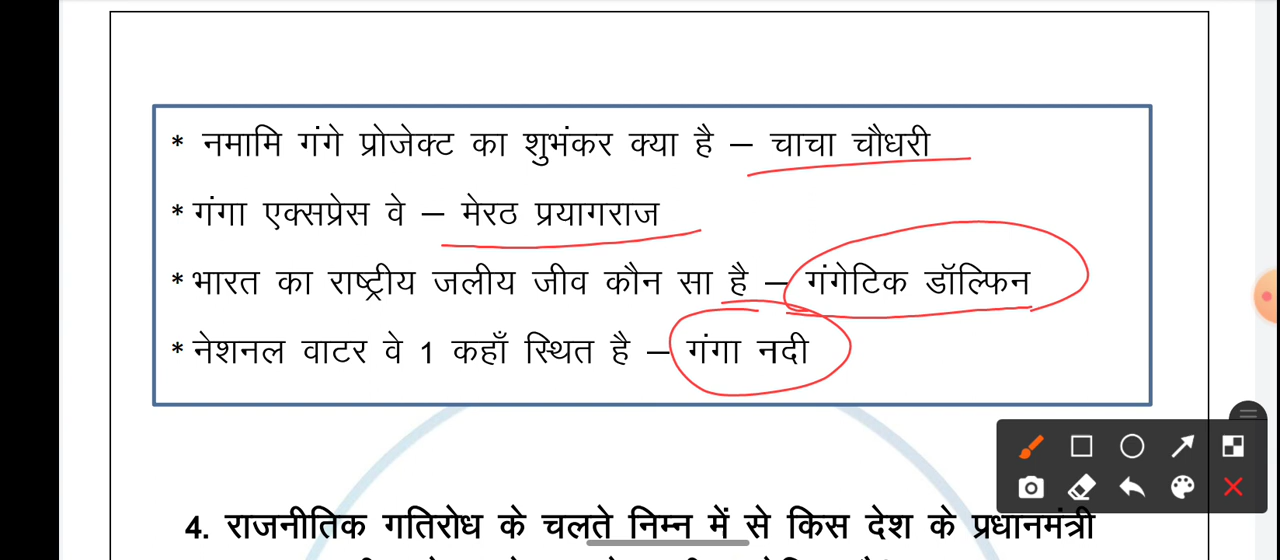 * नमामि गंगे प्रोजेक्ट का शुभंकर क्या है – चाचा चौधरी
* गंगा एक्सप्रेस वे – मेरठ प्रयागराज
* भारत का राष्ट्रीय जलीय जीव कौन सा है – गंगेटिक डॉल्फिन
* नेशनल वाटर वे 1 कहाँ स्थित है – गंगा नदी
4. राजनीतिक गतिरोध के चलते निम्न में से किस देश के प्रधानमंत्री